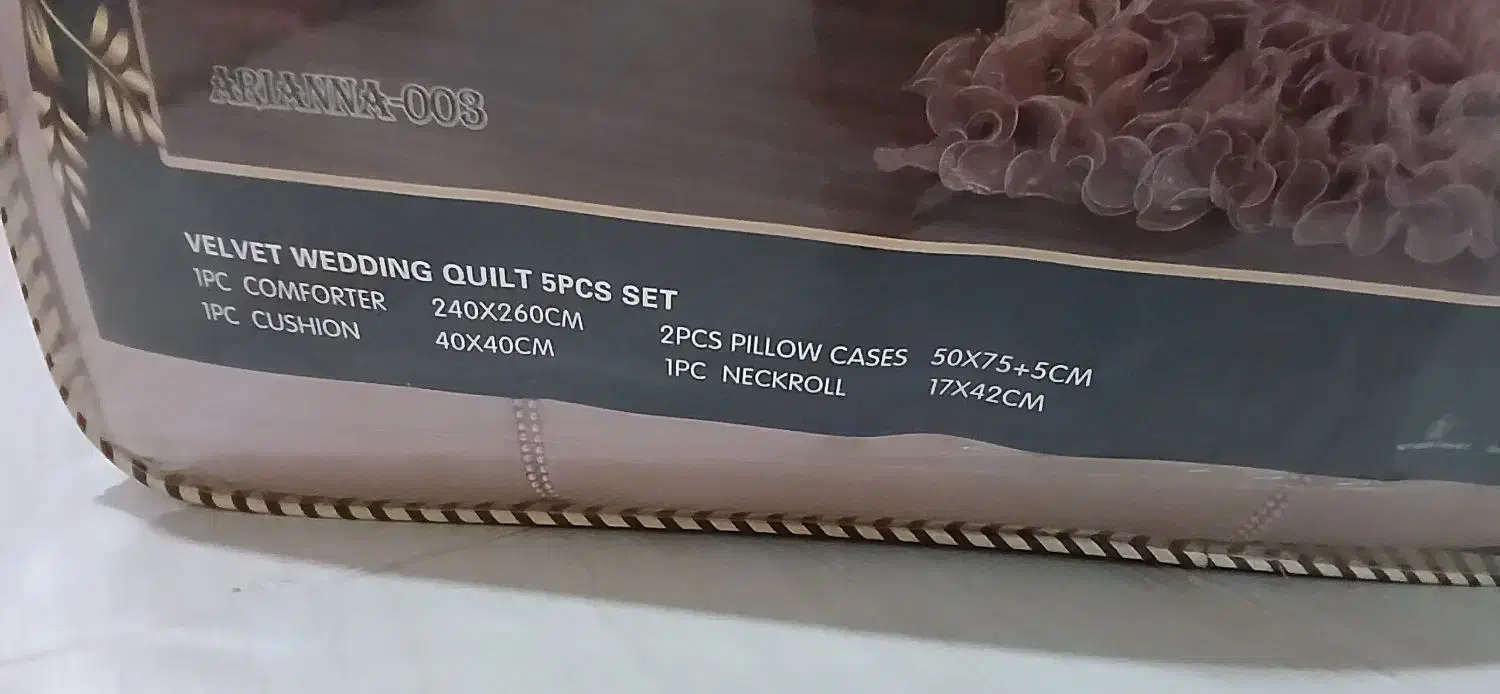 ARIANNA-003
VELVET WEDDING QUILT 5PCS SET
1PC COMFORTER 240X260CM
1PC CUSHION 40X40CM
2PCS PILLOW CASES 50X75+5CM
1PC NECKROLL 17X42CM